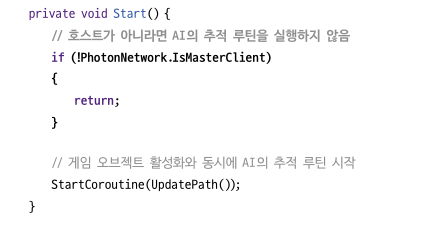 private void Start() {
// 호스트가 아니라면 AI의 추적 루틴을 실행하지 않음
if (!PhotonNetwork.IsMasterClient)
{
return;
}
// 게임 오브젝트 활성화와 동시에 AI의 추적 루틴 시작
StartCoroutine(UpdatePath());
}